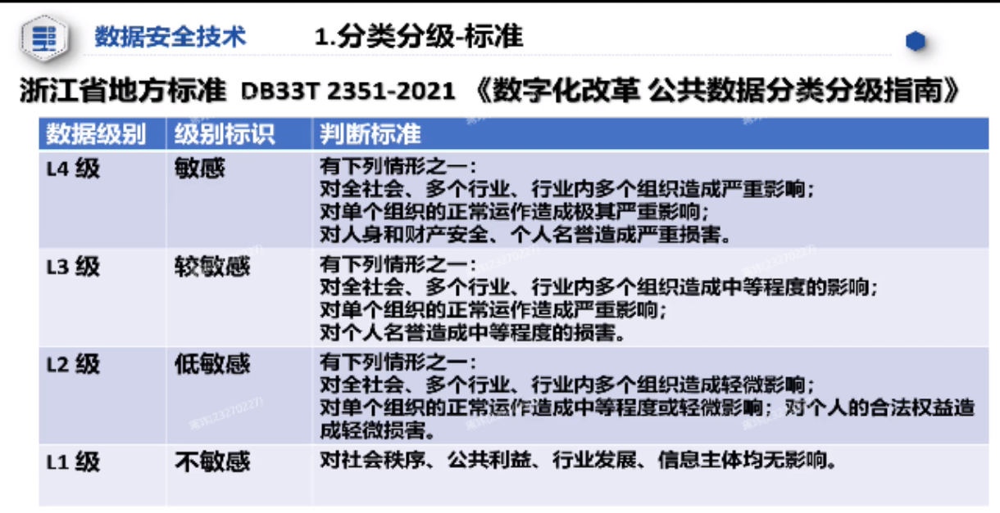 数据安全技术
1.分类分级-标准
浙江省地方标准 DB33T 2351-2021 《数字化改革 公共数据分类分级指南》
数据级别 级别标识 判断标准
L4 级 敏感 有下列情形之一：
对全社会、多个行业、行业内多个组织造成严重影响；
对单个组织的正常运作造成极其严重影响；
对人身和财产安全、个人名誉造成严重损害。
L3 级 较敏感 有下列情形之一：
对全社会、多个行业、行业内多个组织造成中等程度的影响；
对单个组织的正常运作造成严重影响；
对个人名誉造成中等程度的损害。
L2 级 低敏感 有下列情形之一：
对全社会、多个行业、行业内多个组织造成轻微影响；
对单个组织的正常运作造成中等程度或轻微影响；对个人的合法权益造
成轻微损害。
L1 级 不敏感 对社会秩序、公共利益、行业发展、信息主体均无影响。